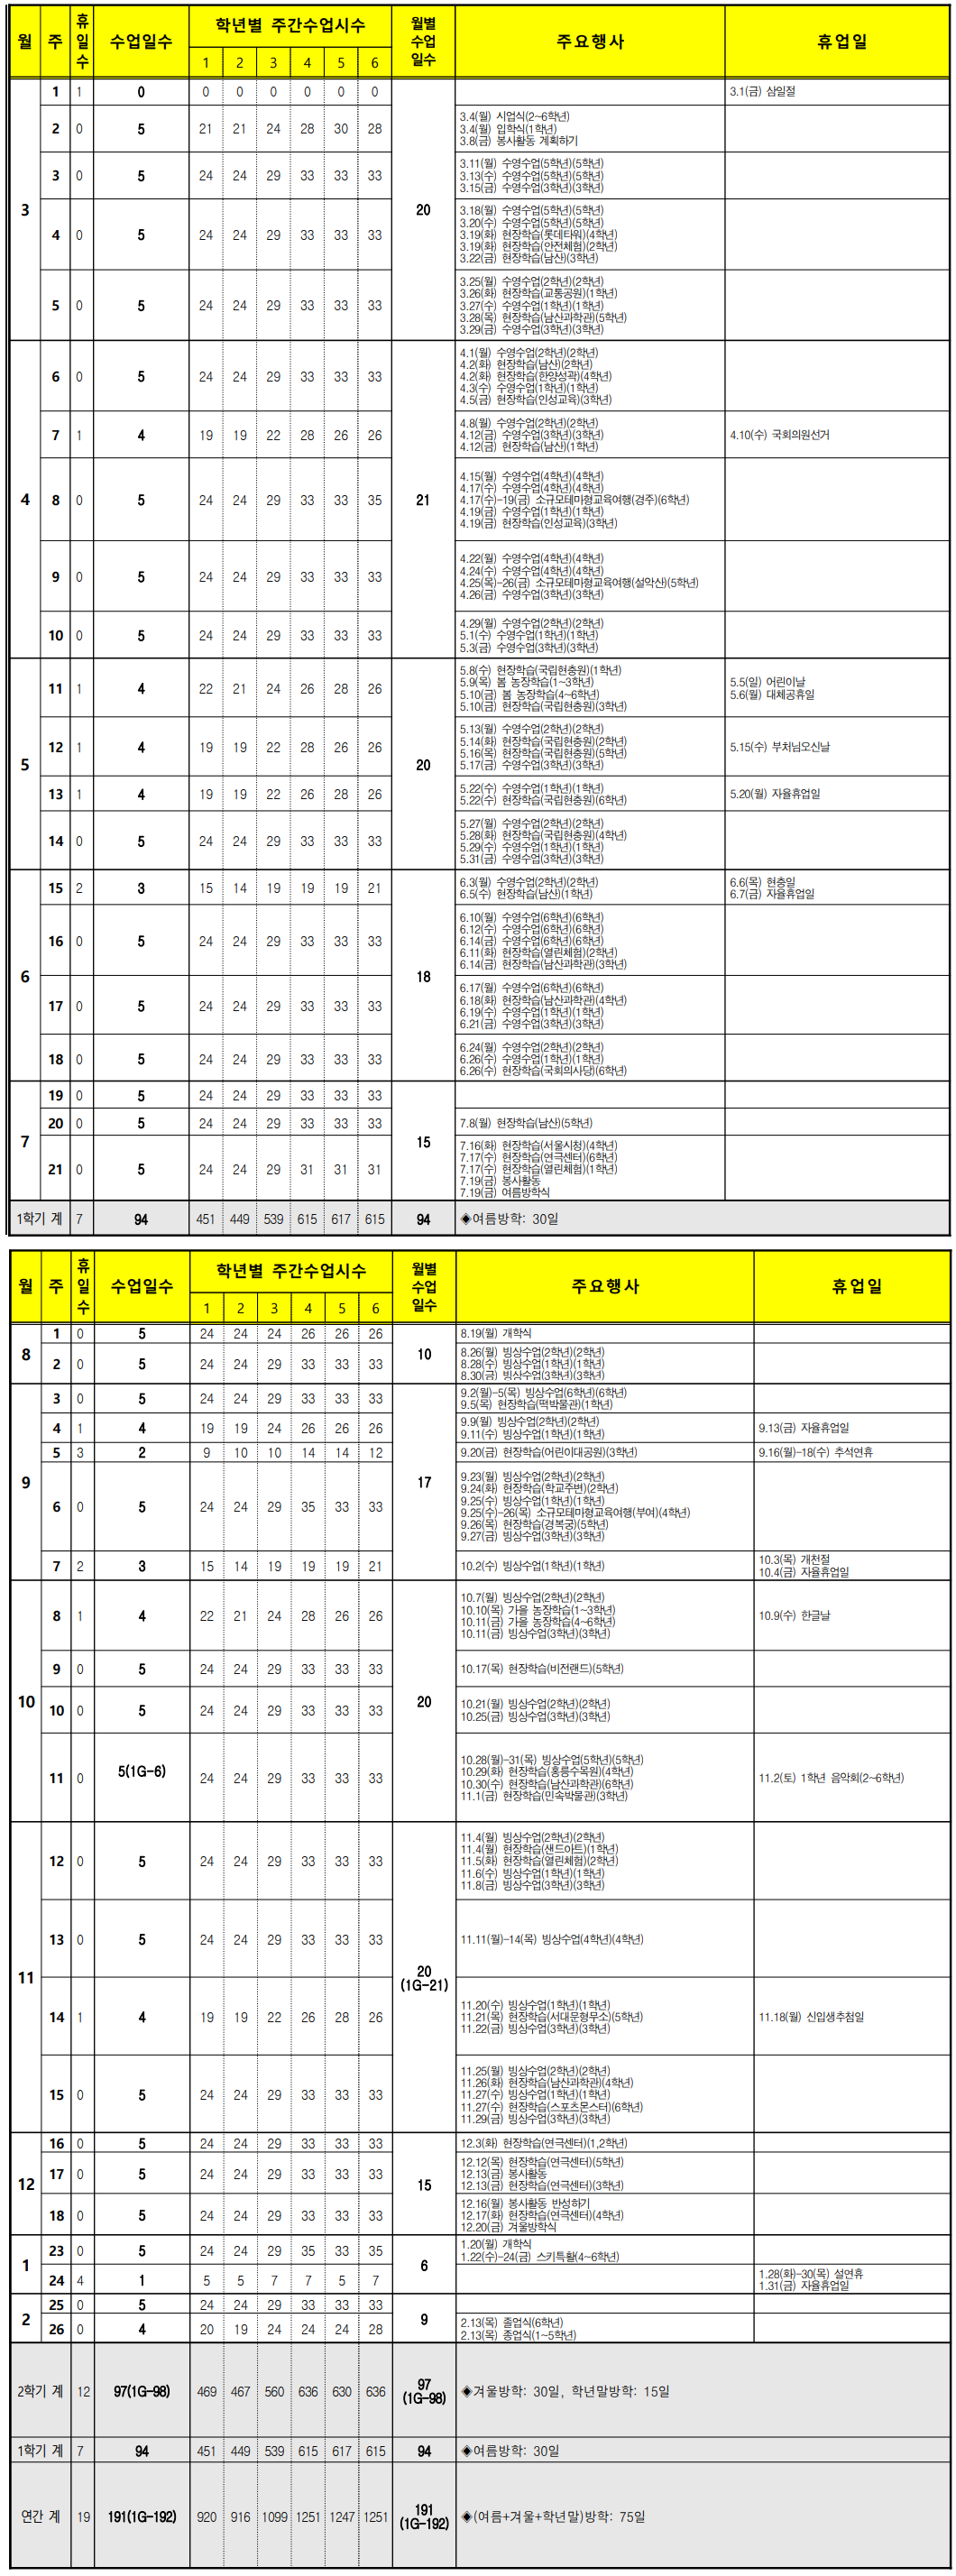 월 주 휴일수 수업일수 학년별 주간수업시수 월별수업일수 주요행사 휴업일
1 2 3 4 5 6
3
1 1 0 0 0 0 0 0 0 3.1(금) 삼일절
2 0 5 21 21 24 28 30 28
3.4(월) 시업식(2~6학년)
3.4(월) 입학식(1학년)
3.8(금) 봉사활동 계획하기
3 0 5 24 24 29 33 33 33
3.11(월) 수영수업(5학년)(5학년)
3.13(수) 수영수업(5학년)(5학년)
3.15(금) 수영수업(3학년)(3학년)
20
4 0 5 24 24 29 33 33 33
3.18(월) 수영수업(5학년)(5학년)
3.20(수) 수영수업(5학년)(5학년)
3.19(화) 현장학습(롯데타워)(4학년)
3.19(화) 현장학습(안전체험)(2학년)
3.22(금) 현장학습(남산)(3학년)
5 0 5 24 24 29 33 33 33
3.25(월) 수영수업(2학년)(2학년)
3.26(화) 현장학습(교통공원)(1학년)
3.27(수) 수영수업(1학년)(1학년)
3.28(목) 현장학습(남산과학관)(5학년)
3.29(금) 수영수업(3학년)(3학년)
4
6 0 5 24 24 29 33 33 33
4.1(월) 수영수업(2학년)(2학년)
4.2(화) 현장학습(남산)(2학년)
4.2(화) 현장학습(한양성곽)(4학년)
4.3(수) 수영수업(1학년)(1학년)
4.5(금) 현장학습(인성교육)(3학년)
7 1 4 19 19 22 28 26 26
4.8(월) 수영수업(2학년)(2학년)
4.12(금) 수영수업(3학년)(3학년)
4.12(금) 현장학습(남산)(1학년)
4.10(수) 국회의원선거
8 0 5 24 24 29 33 33 35
21
4.15(월) 수영수업(4학년)(4학년)
4.17(수) 수영수업(4학년)(4학년)
4.17(수)-19(금) 소규모테마형교육여행(경주)(6학년)
4.19(금) 수영수업(1학년)(1학년)
4.19(금) 현장학습(인성교육)(3학년)
9 0 5 24 24 29 33 33 33
4.22(월) 수영수업(4학년)(4학년)
4.24(수) 수영수업(4학년)(4학년)
4.25(목)-26(금) 소규모테마형교육여행(설악산)(5학년)
4.26(금) 수영수업(3학년)(3학년)
10 0 5 24 24 29 33 33 33
4.29(월) 수영수업(2학년)(2학년)
5.1(수) 수영수업(1학년)(1학년)
5.3(금) 수영수업(3학년)(3학년)
5
11 1 4 22 21 24 26 28 26
5.8(수) 현장학습(국립현충원)(1학년)
5.9(목) 봄 농장학습(1~3학년)
5.10(금) 봄 농장학습(4~6학년)
5.10(금) 현장학습(국립현충원)(3학년)
5.5(일) 어린이날
5.6(월) 대체공휴일
12 1 4 19 19 22 28 26 26
20
5.13(월) 수영수업(2학년)(2학년)
5.14(화) 현장학습(국립현충원)(2학년)
5.16(목) 현장학습(국립현충원)(5학년)
5.17(금) 수영수업(3학년)(3학년)
5.15(수) 부처님오신날
13 1 4 19 19 22 26 28 26
5.22(수) 수영수업(1학년)(1학년)
5.22(수) 현장학습(국립현충원)(6학년)
5.20(월) 자율휴업일
14 0 5 24 24 29 33 33 33
5.27(월) 수영수업(2학년)(2학년)
5.28(화) 현장학습(국립현충원)(4학년)
5.29(수) 수영수업(1학년)(1학년)
5.31(금) 수영수업(3학년)(3학년)
6
15 2 3 15 14 19 19 19 21
6.3(월) 수영수업(2학년)(2학년)
6.5(수) 현장학습(남산)(1학년)
6.6(목) 현충일
6.7(금) 자율휴업일
16 0 5 24 24 29 33 33 33
18
6.10(월) 수영수업(6학년)(6학년)
6.12(수) 수영수업(6학년)(6학년)
6.14(금) 수영수업(6학년)(6학년)
6.11(화) 현장학습(열린체험)(2학년)
6.14(금) 현장학습(남산과학관)(3학년)
17 0 5 24 24 29 33 33 33
6.17(월) 수영수업(6학년)(6학년)
6.18(화) 현장학습(남산과학관)(4학년)
6.19(수) 수영수업(1학년)(1학년)
6.21(금) 수영수업(3학년)(3학년)
18 0 5 24 24 29 33 33 33
6.24(월) 수영수업(2학년)(2학년)
6.26(수) 수영수업(1학년)(1학년)
6.26(수) 현장학습(국회의사당)(6학년)
7
19 0 5 24 24 29 33 33 33
20 0 5 24 24 29 33 33 33 15 7.8(월) 현장학습(남산)(5학년)
21 0 5 24 24 29 31 31 31
7.16(화) 현장학습(서울시청)(4학년)
7.17(수) 현장학습(연극센터)(6학년)
7.17(수) 현장학습(열린체험)(1학년)
7.19(금) 봉사활동
7.19(금) 여름방학식
1학기 계 7 94 451 449 539 615 617 615 94 ◈여름방학: 30일
월 주 휴일수 수업일수 학년별 주간수업시수 월별수업일수 주요행사 휴업일
1 2 3 4 5 6
8
1 0 5 24 24 24 26 26 26 10 8.19(월) 개학식
2 0 5 24 24 29 33 33 33
8.26(월) 빙상수업(2학년)(2학년)
8.28(수) 빙상수업(1학년)(1학년)
8.30(금) 빙상수업(3학년)(3학년)
9
3 0 5 24 24 29 33 33 33
9.2(월)-5(목) 빙상수업(6학년)(6학년)
9.5(목) 현장학습(떡박물관)(1학년)
4 1 4 19 19 24 26 26 26
9.9(월) 빙상수업(2학년)(2학년)
9.11(수) 빙상수업(1학년)(1학년)
9.13(금) 자율휴업일
5 3 2 9 10 10 14 14 12 9.20(금) 현장학습(어린이대공원)(3학년) 9.16(월)-18(수) 추석연휴
17
6 0 5 24 24 29 35 33 33
9.23(월) 빙상수업(2학년)(2학년)
9.24(화) 현장학습(학교주변)(2학년)
9.25(수) 빙상수업(1학년)(1학년)
9.25(수)-26(목) 소규모테마형교육여행(부여)(4학년)
9.26(목) 현장학습(경복궁)(5학년)
9.27(금) 빙상수업(3학년)(3학년)
7 2 3 15 14 19 19 19 21 10.2(수) 빙상수업(1학년)(1학년)
10.3(목) 개천절
10.4(금) 자율휴업일
10
8 1 4 22 21 24 28 26 26
10.7(월) 빙상수업(2학년)(2학년)
10.10(목) 가을 농장학습(1~3학년)
10.11(금) 가을 농장학습(4~6학년)
10.11(금) 빙상수업(3학년)(3학년)
10.9(수) 한글날
9 0 5 24 24 29 33 33 33 10.17(목) 현장학습(비전랜드)(5학년)
20
10 0 5 24 24 29 33 33 33
10.21(월) 빙상수업(2학년)(2학년)
10.25(금) 빙상수업(3학년)(3학년)
11 0 5(1G-6) 24 24 29 33 33 33
10.28(월)-31(목) 빙상수업(5학년)(5학년)
10.29(화) 현장학습(홍릉수목원)(4학년)
10.30(수) 현장학습(남산과학관)(6학년)
11.1(금) 현장학습(민속박물관)(3학년)
11.2(토) 1학년 음악회(2~6학년)
11
12 0 5 24 24 29 33 33 33
11.4(월) 빙상수업(2학년)(2학년)
11.4(월) 현장학습(샌드아트)(1학년)
11.5(화) 현장학습(열린체험)(2학년)
11.6(수) 빙상수업(1학년)(1학년)
11.8(금) 빙상수업(3학년)(3학년)
13 0 5 24 24 29 33 33 33 11.11(월)-14(목) 빙상수업(4학년)(4학년)
20
(1G-21)
14 1 4 19 19 22 26 28 26
11.20(수) 빙상수업(1학년)(1학년)
11.21(목) 현장학습(서대문형무소)(5학년)
11.22(금) 빙상수업(3학년)(3학년)
11.18(월) 신입생추첨일
15 0 5 24 24 29 33 33 33
11.25(월) 빙상수업(2학년)(2학년)
11.26(화) 현장학습(남산과학관)(4학년)
11.27(수) 빙상수업(1학년)(1학년)
11.27(수) 현장학습(스포츠몬스터)(6학년)
11.29(금) 빙상수업(3학년)(3학년)
12
16 0 5 24 24 29 33 33 33 12.3(화) 현장학습(연극센터)(1,2학년)
17 0 5 24 24 29 33 33 33 15
12.12(목) 현장학습(연극센터)(5학년)
12.13(금) 봉사활동
12.13(금) 현장학습(연극센터)(3학년)
18 0 5 24 24 29 33 33 33
12.16(월) 봉사활동 반성하기
12.17(화) 현장학습(연극센터)(4학년)
12.20(금) 겨울방학식
1
23 0 5 24 24 29 35 33 35 6
1.20(월) 개학식
1.22(수)-24(금) 스키특활(4~6학년)
24 4 1 5 5 7 7 5 7
1.28(화)-30(목) 설연휴
1.31(금) 자율휴업일
2
25 0 5 24 24 29 33 33 33 9
26 0 4 20 19 24 24 24 28
2.13(목) 졸업식(6학년)
2.13(목) 종업식(1~5학년)
2학기 계 12 97(1G-98) 469 467 560 636 630 636 97 (1G-98) ◈겨울방학: 30일, 학년말방학: 15일
1학기 계 7 94 451 449 539 615 617 615 94 ◈여름방학: 30일
연간 계 19 191(1G-192) 920 916 1099 1251 1247 1251 191 (1G-192) ◈(여름+겨울+학년말)방학: 75일